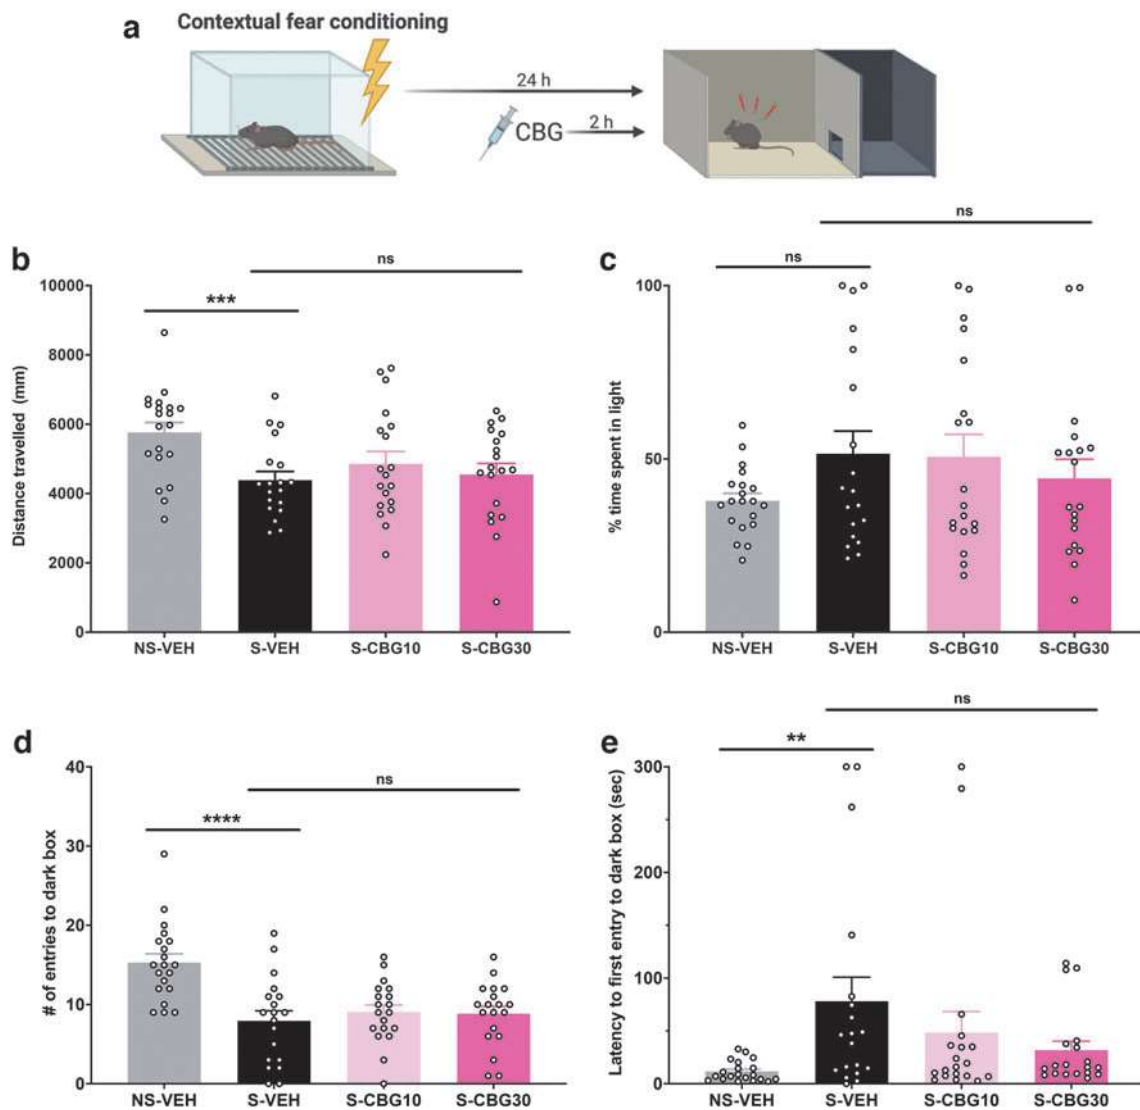 a
Contextual fear conditioning
24 h
CBG
2 h
b
ns
***
Distance travelled (mm)
10000
8000
6000
4000
2000
0
NS-VEH
S-VEH
S-CBG10
S-CBG30
c
ns
ns
% time spent in light
100
50
0
NS-VEH
S-VEH
S-CBG10
S-CBG30
d
ns
****
# of entries to dark box
40
30
20
10
0
NS-VEH
S-VEH
S-CBG10
S-CBG30
e
ns
**
Latency to first entry to dark box (sec)
300
200
100
0
NS-VEH
S-VEH
S-CBG10
S-CBG30